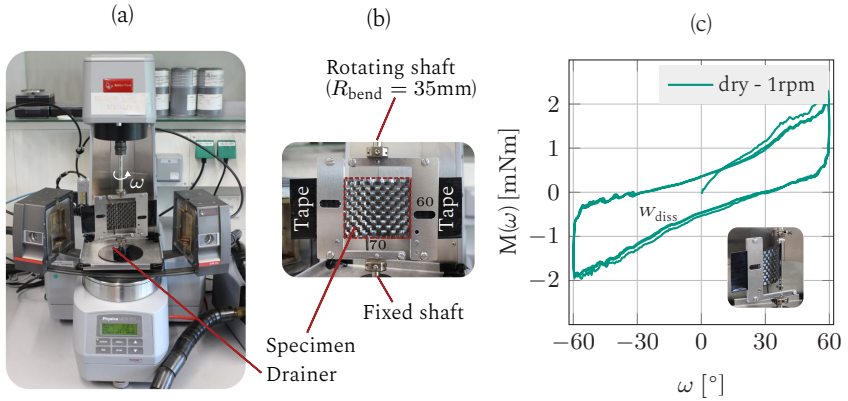 (a)
(b)
(c)
Rotating shaft
(R_bend = 35mm)
ω
Tape
Tape
60
70
Fixed shaft
Specimen
Drainer
Physica
dry - 1rpm
M(ω) [mNm]
2
1
0
−1
−2
W_diss
−60
−30
0
30
60
ω [°]